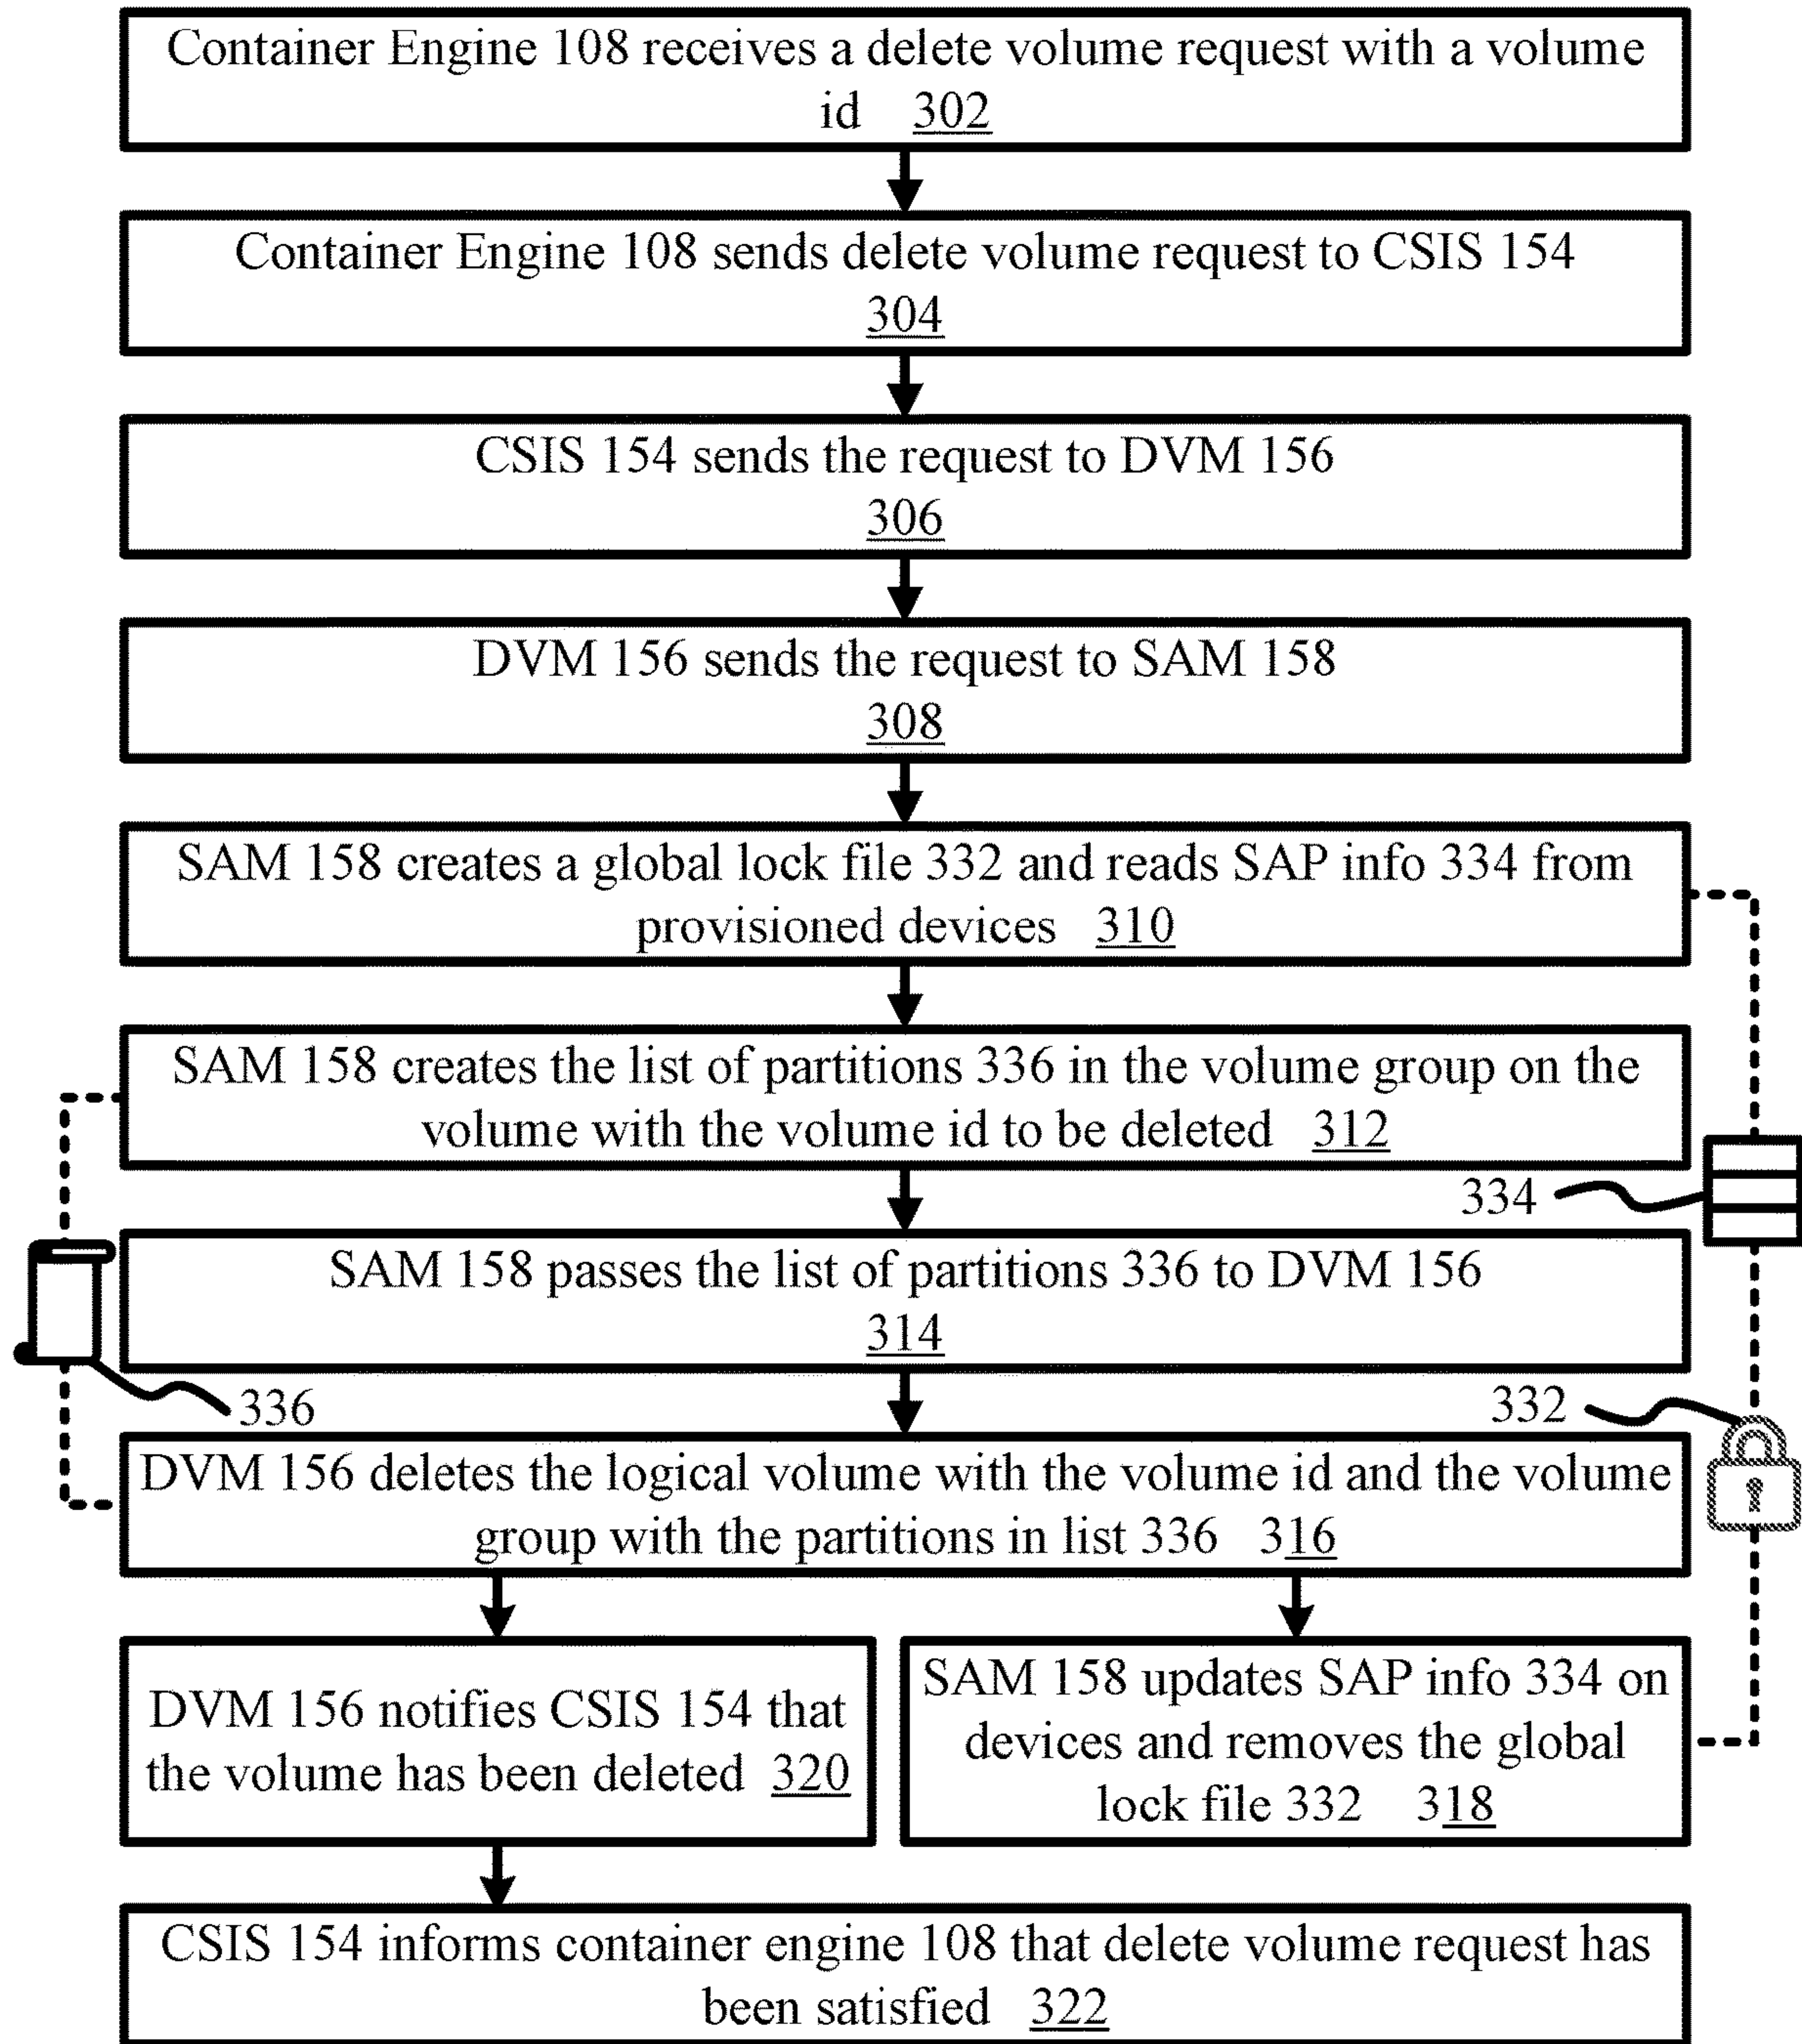 Container Engine 108 receives a delete volume request with a volume
id 302
Container Engine 108 sends delete volume request to CSIS 154
304
CSIS 154 sends the request to DVM 156
306
DVM 156 sends the request to SAM 158
308
SAM 158 creates a global lock file 332 and reads SAP info 334 from
provisioned devices 310
SAM 158 creates the list of partitions 336 in the volume group on the
volume with the volume id to be deleted 312
334
SAM 158 passes the list of partitions 336 to DVM 156
314
336
332
DVM 156 deletes the logical volume with the volume id and the volume
group with the partitions in list 336 316
DVM 156 notifies CSIS 154 that
the volume has been deleted 320
SAM 158 updates SAP info 334 on
devices and removes the global
lock file 332 318
CSIS 154 informs container engine 108 that delete volume request has
been satisfied 322